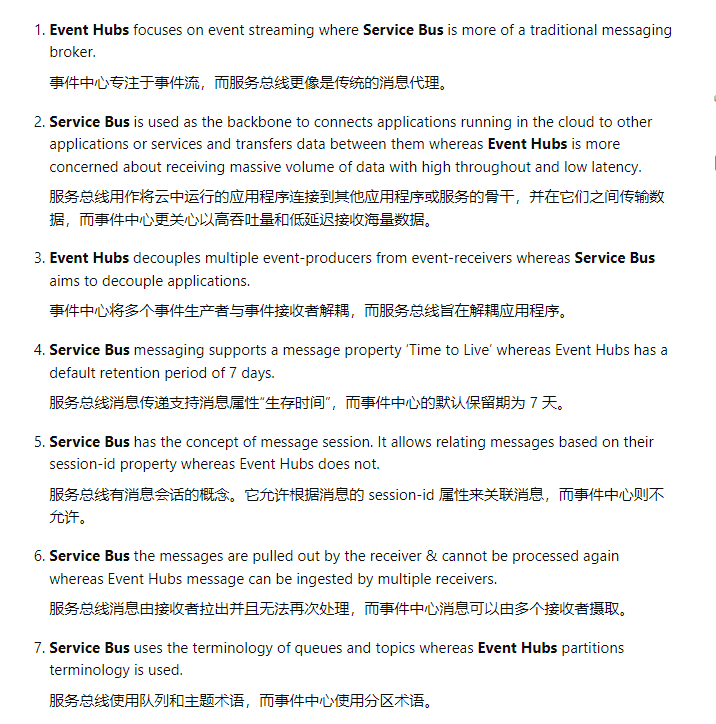 1. Event Hubs focuses on event streaming where Service Bus is more of a traditional messaging
broker.
事件中心专注于事件流，而服务总线更像是传统的消息代理。
2. Service Bus is used as the backbone to connects applications running in the cloud to other
applications or services and transfers data between them whereas Event Hubs is more
concerned about receiving massive volume of data with high throughout and low latency.
服务总线用作将云中运行的应用程序连接到其他应用程序或服务的骨干，并在它们之间传输数
据，而事件中心更关心以高吞吐量和低延迟接收海量数据。
3. Event Hubs decouples multiple event-producers from event-receivers whereas Service Bus
aims to decouple applications.
事件中心将多个事件生产者与事件接收者解耦，而服务总线旨在解耦应用程序。
4. Service Bus messaging supports a message property ‘Time to Live’ whereas Event Hubs has a
default retention period of 7 days.
服务总线消息传递支持消息属性“生存时间”，而事件中心的默认保留期为 7 天。
5. Service Bus has the concept of message session. It allows relating messages based on their
session-id property whereas Event Hubs does not.
服务总线有消息会话的概念。它允许根据消息的 session-id 属性来关联消息，而事件中心则不
允许。
6. Service Bus the messages are pulled out by the receiver & cannot be processed again
whereas Event Hubs message can be ingested by multiple receivers.
服务总线消息由接收者拉出并且无法再次处理，而事件中心消息可以由多个接收者摄取。
7. Service Bus uses the terminology of queues and topics whereas Event Hubs partitions
terminology is used.
服务总线使用队列和主题术语，而事件中心使用分区术语。